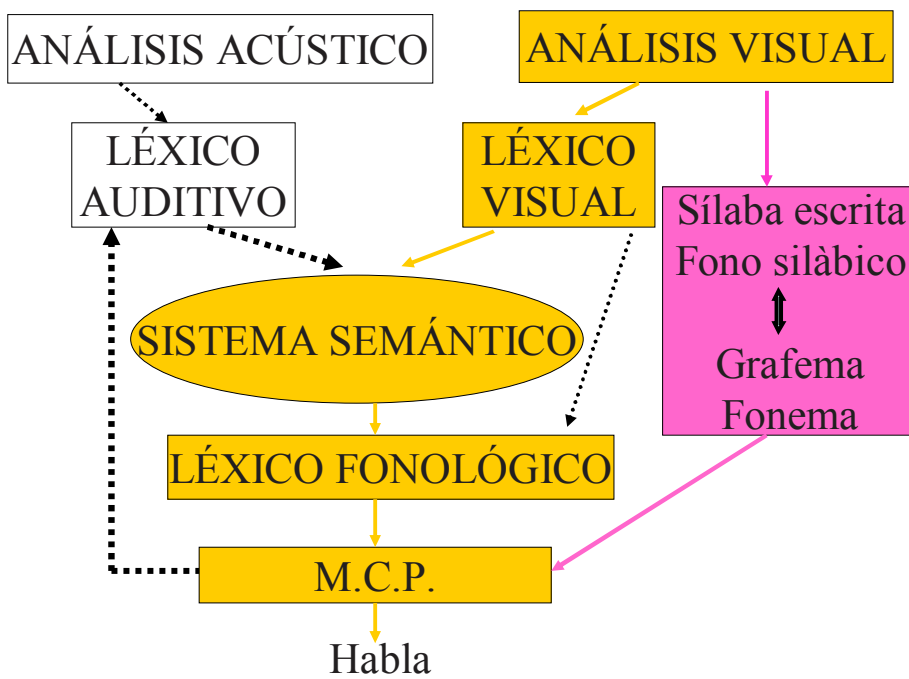 ANÁLISIS ACÚSTICO
ANÁLISIS VISUAL
LÉXICO
AUDITIVO
LÉXICO
VISUAL
Sílaba escrita
Fono silàbico
Grafema
Fonema
SISTEMA SEMÁNTICO
LÉXICO FONOLÓGICO
M.C.P.
Habla